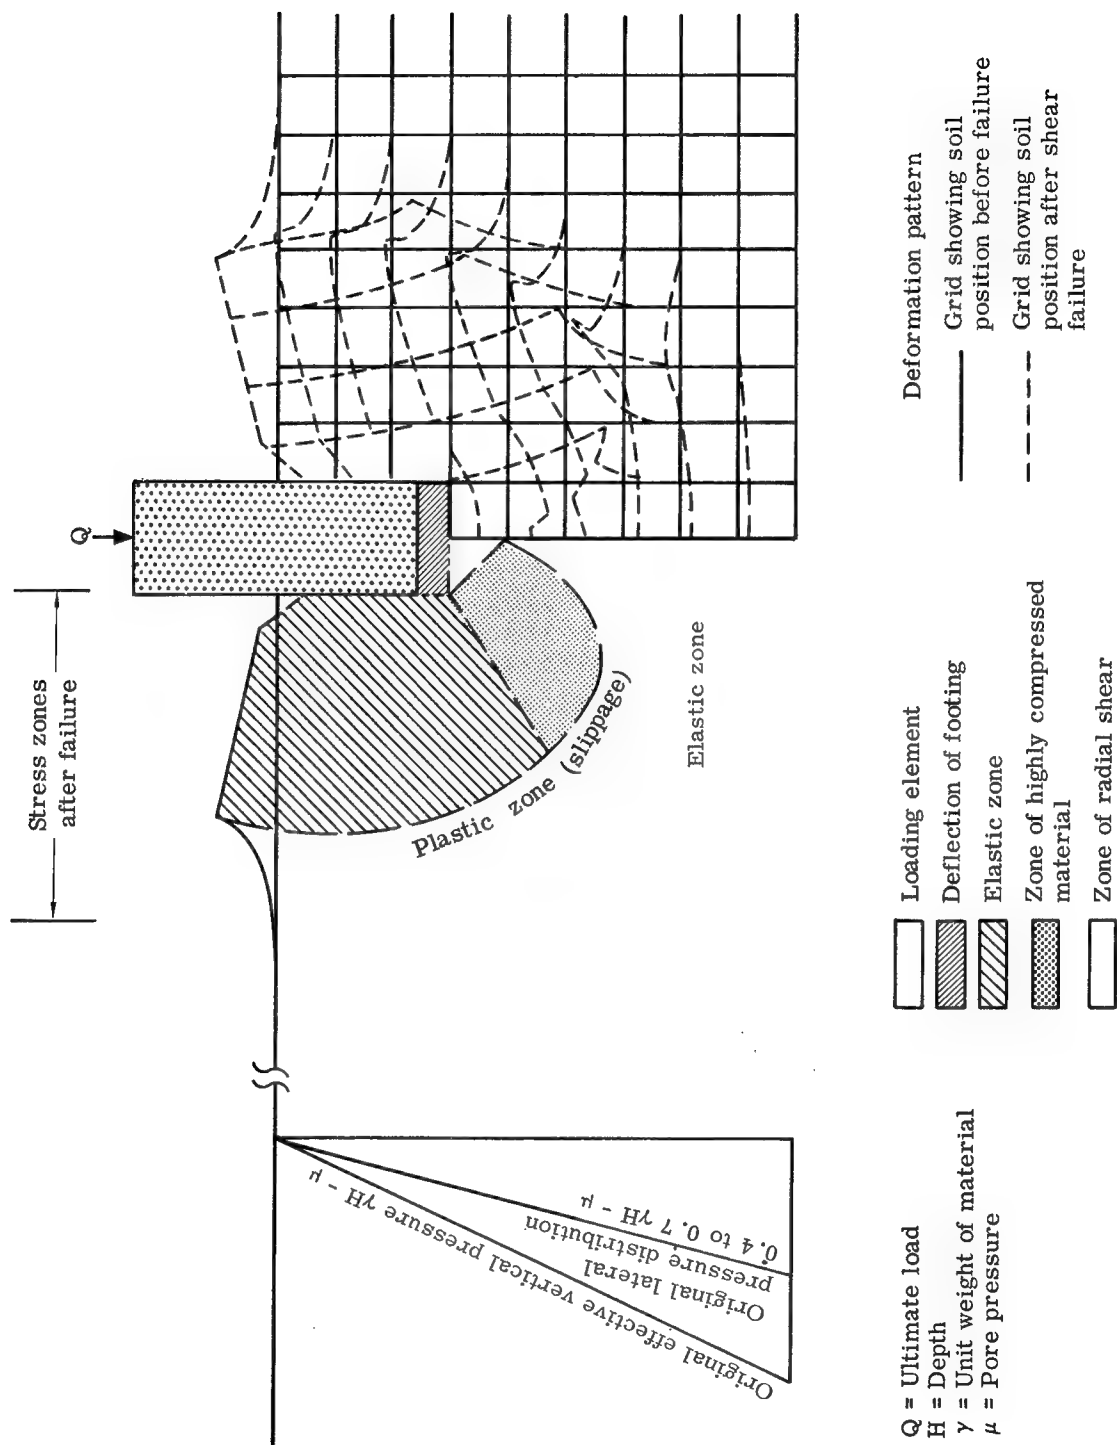 Stress zones
after failure
Q
Plastic zone (slippage)
Elastic zone
Original effective vertical pressure γH - μ
Original lateral
pressure distribution
0.4 to 0.7 γH - μ
Q = Ultimate load
H = Depth
γ = Unit weight of material
μ = Pore pressure
Loading element
Deflection of footing
Elastic zone
Zone of highly compressed
material
Zone of radial shear
Deformation pattern
Grid showing soil
position before failure
Grid showing soil
position after shear
failure